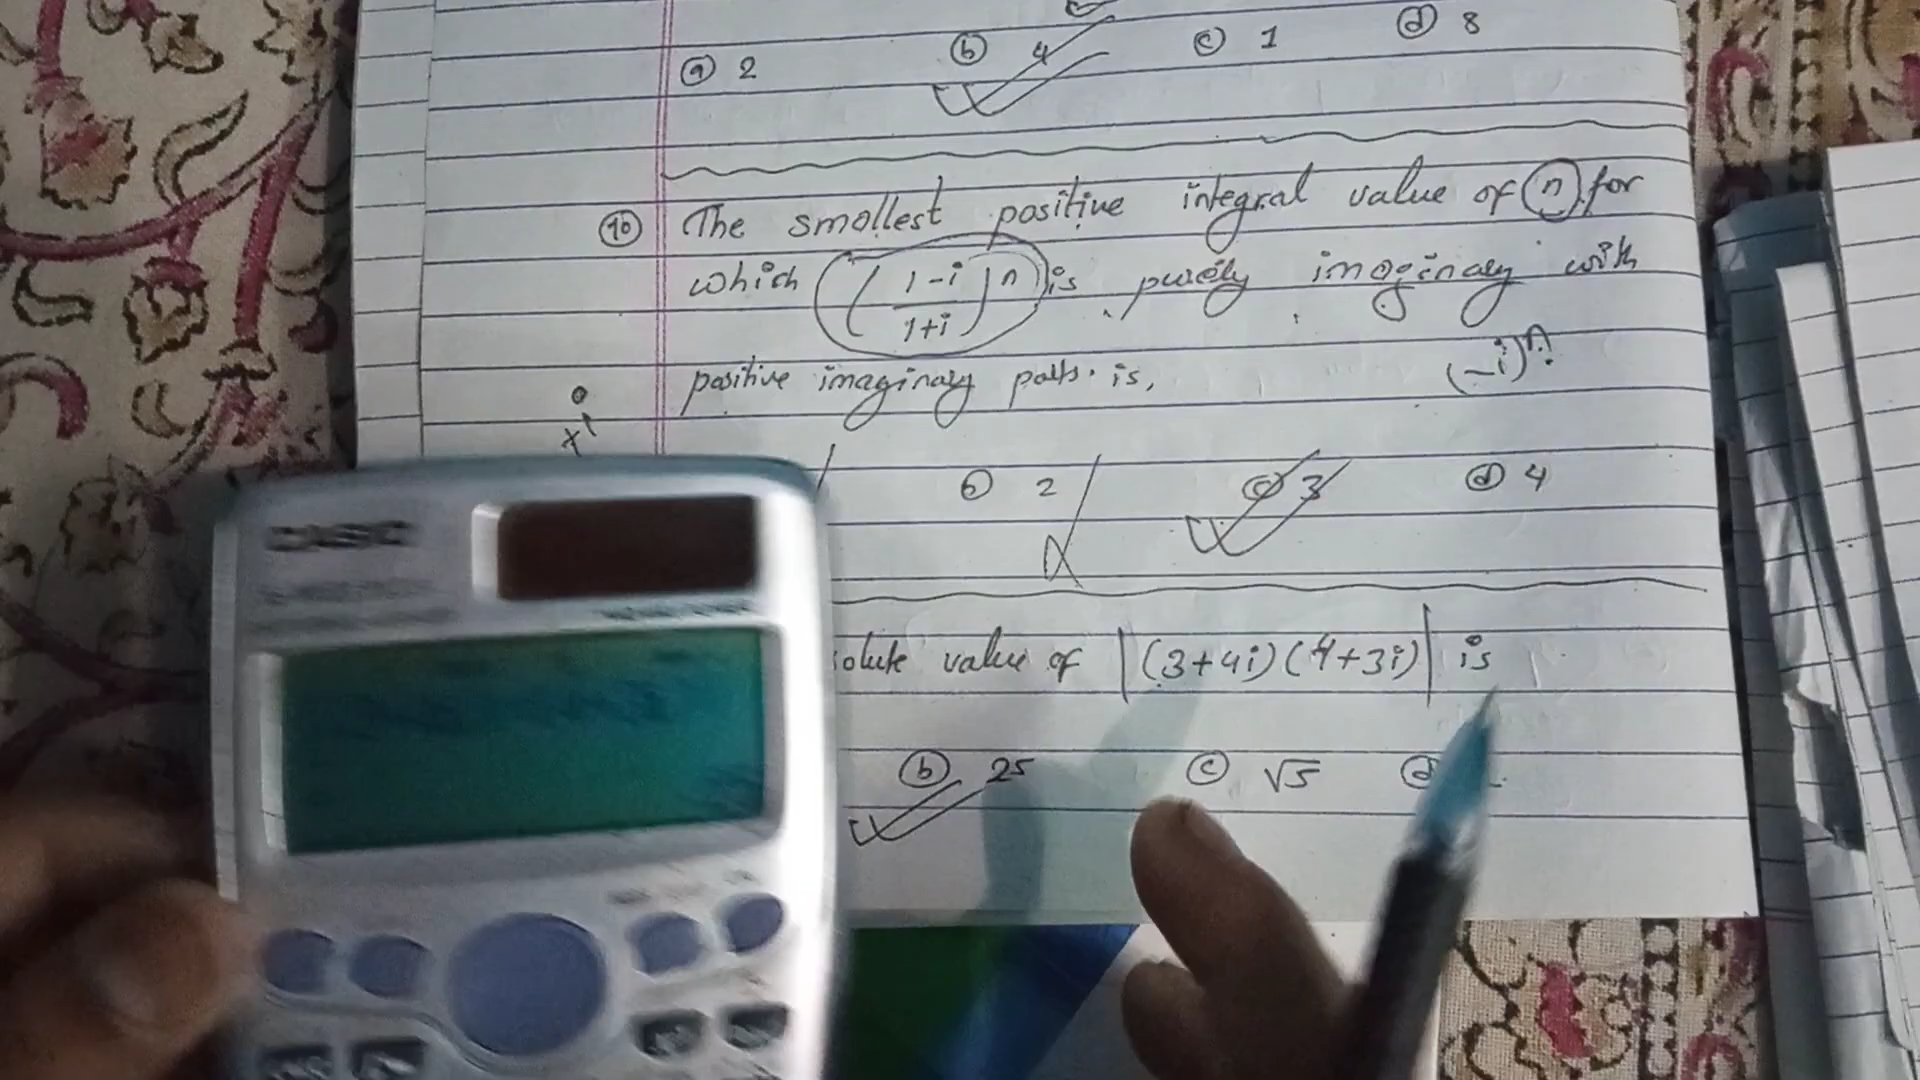 ⓐ 2 ⓑ 4 ⓒ 1 ⓓ 8
The smallest positive integral value of n for
which (1-i/1+i)n is purely imaginary with
positive imaginary parts is,
(-i)n
ⓑ 2 ⓒ 3 ⓓ 4
olute value of |(3+4i)(4+3i)| is
ⓑ 25 ⓒ √5 ⓓ
CASIO